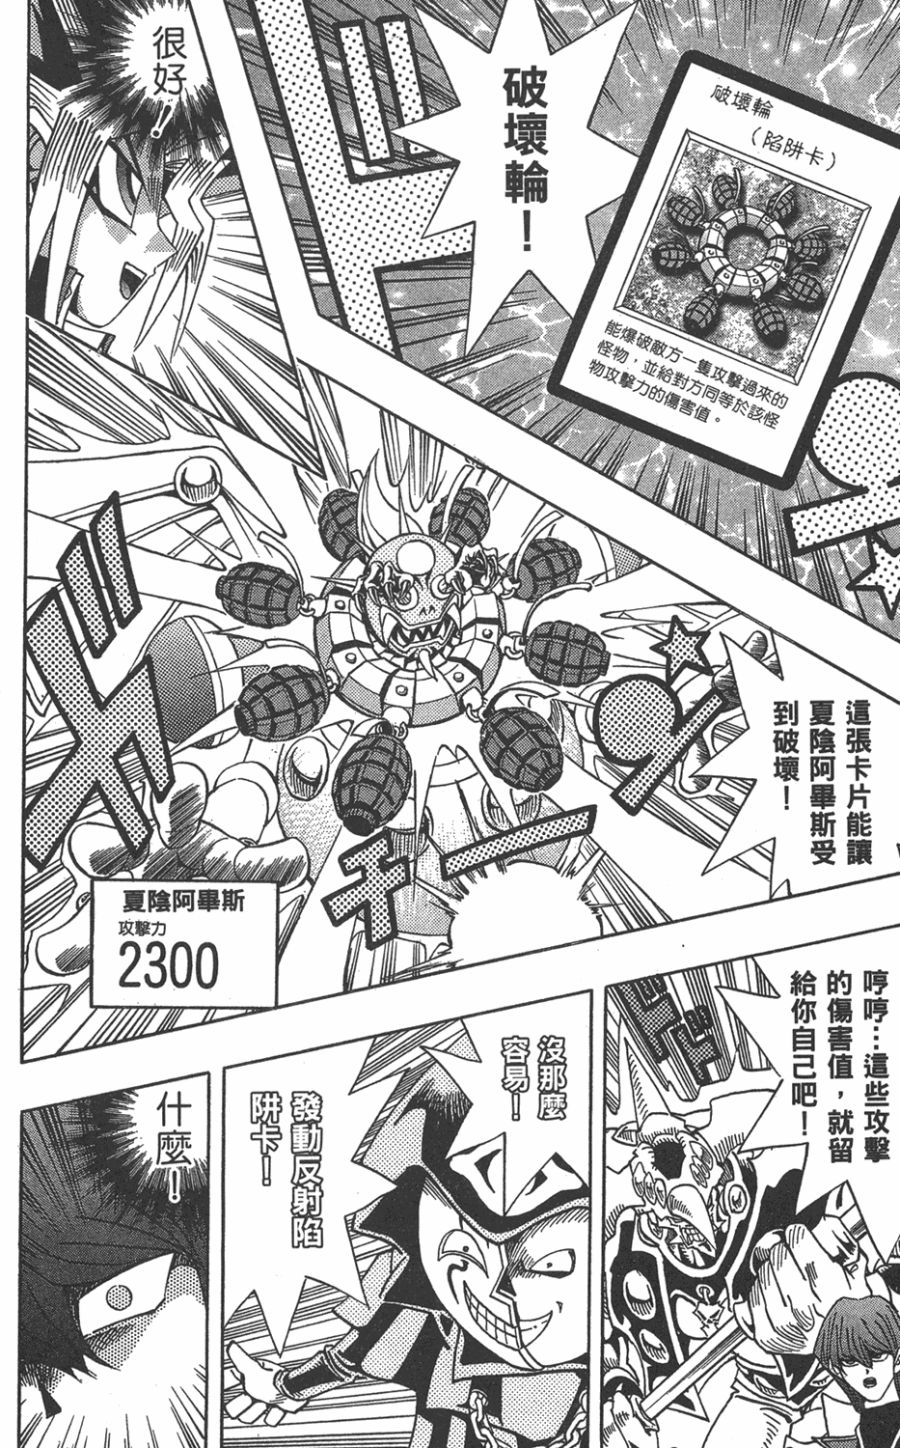 破壞輪
（陷阱卡）
能爆破敵方一隻攻擊過來的
怪物，並給對方同等於該怪
物攻擊力的傷害值。
破壞輪！
很好！
這張卡片能讓
夏陰阿畢斯受
到破壞！
夏陰阿畢斯
攻擊力
2300
哼哼…這些攻擊
的傷害值，就留
給你自己吧！
沒那麼
容易！
發動反射陷
阱卡！
什麼！